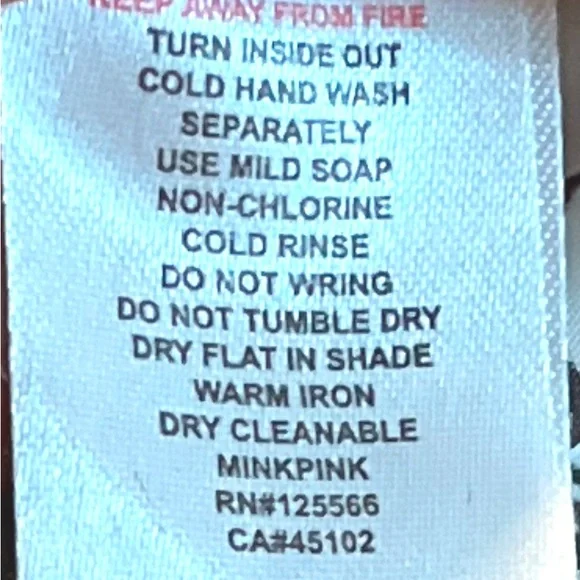 KEEP AWAY FROM FIRE
TURN INSIDE OUT
COLD HAND WASH
SEPARATELY
USE MILD SOAP
NON-CHLORINE
COLD RINSE
DO NOT WRING
DO NOT TUMBLE DRY
DRY FLAT IN SHADE
WARM IRON
DRY CLEANABLE
MINKPINK
RN#125566
CA#45102